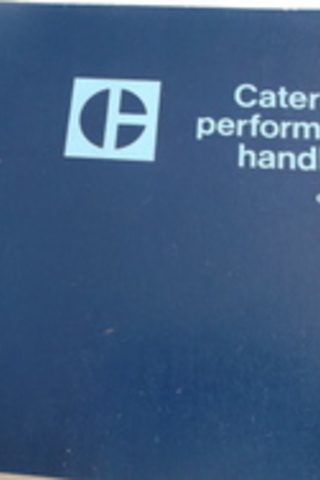 Cater
perform
hand